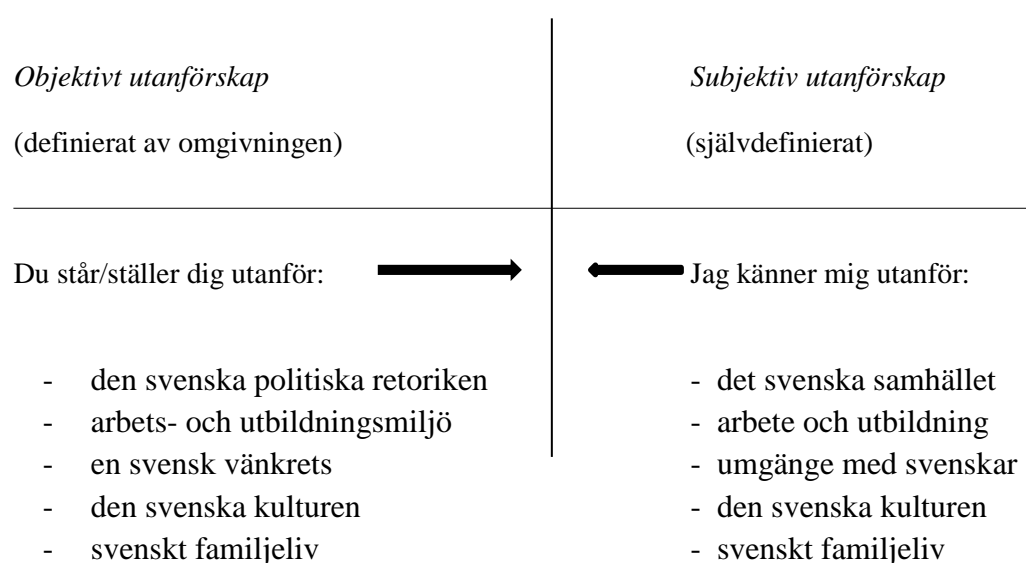 Objektivt utanförskap
(definierat av omgivningen)
Du står/ställer dig utanför:
- den svenska politiska retoriken
- arbets- och utbildningsmiljö
- en svensk vänkrets
- den svenska kulturen
- svenskt familjeliv
Subjektiv utanförskap
(självdefinierat)
Jag känner mig utanför:
- det svenska samhället
- arbete och utbildning
- umgänge med svenskar
- den svenska kulturen
- svenskt familjeliv